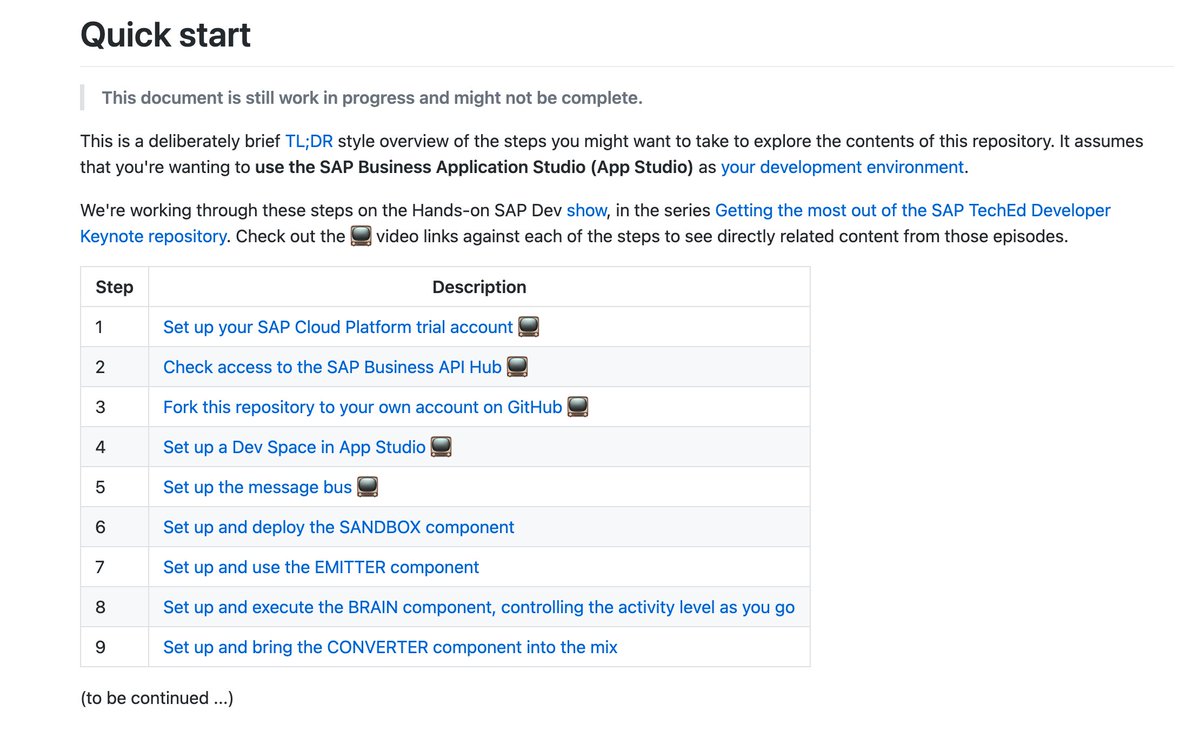 Quick start
This document is still work in progress and might not be complete.
This is a deliberately brief TL;DR style overview of the steps you might want to take to explore the contents of this repository. It assumes
that you're wanting to use the SAP Business Application Studio (App Studio) as your development environment.
We're working through these steps on the Hands-on SAP Dev show, in the series Getting the most out of the SAP TechEd Developer
Keynote repository. Check out the 📺 video links against each of the steps to see directly related content from those episodes.
Step Description
1 Set up your SAP Cloud Platform trial account 📺
2 Check access to the SAP Business API Hub 📺
3 Fork this repository to your own account on GitHub 📺
4 Set up a Dev Space in App Studio 📺
5 Set up the message bus 📺
6 Set up and deploy the SANDBOX component
7 Set up and use the EMITTER component
8 Set up and execute the BRAIN component, controlling the activity level as you go
9 Set up and bring the CONVERTER component into the mix
(to be continued ...)